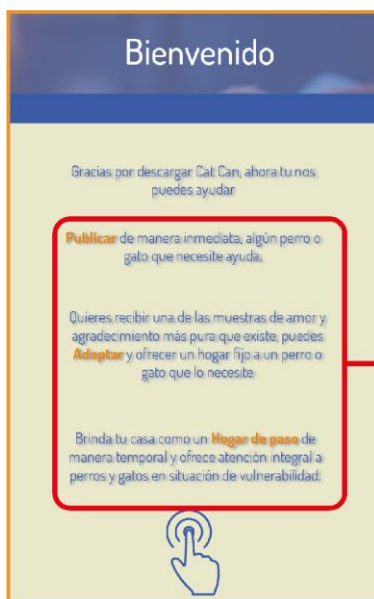 Bienvenido
Gracias por descargar Cat Can, ahora tu nos
puedes ayudar
Publicar de manera inmediata, algún perro o
gato que necesite ayuda.
Quieres recibir una de las muestras de amor y
agradecimiento más pura que existe, puedes
Adoptar y ofrecer un hogar fijo a un perro o
gato que lo necesite
Brinda tu casa como un Hogar de paso de
manera temporal y ofrece atención integral a
perros y gatos en situación de vulnerabilidad.